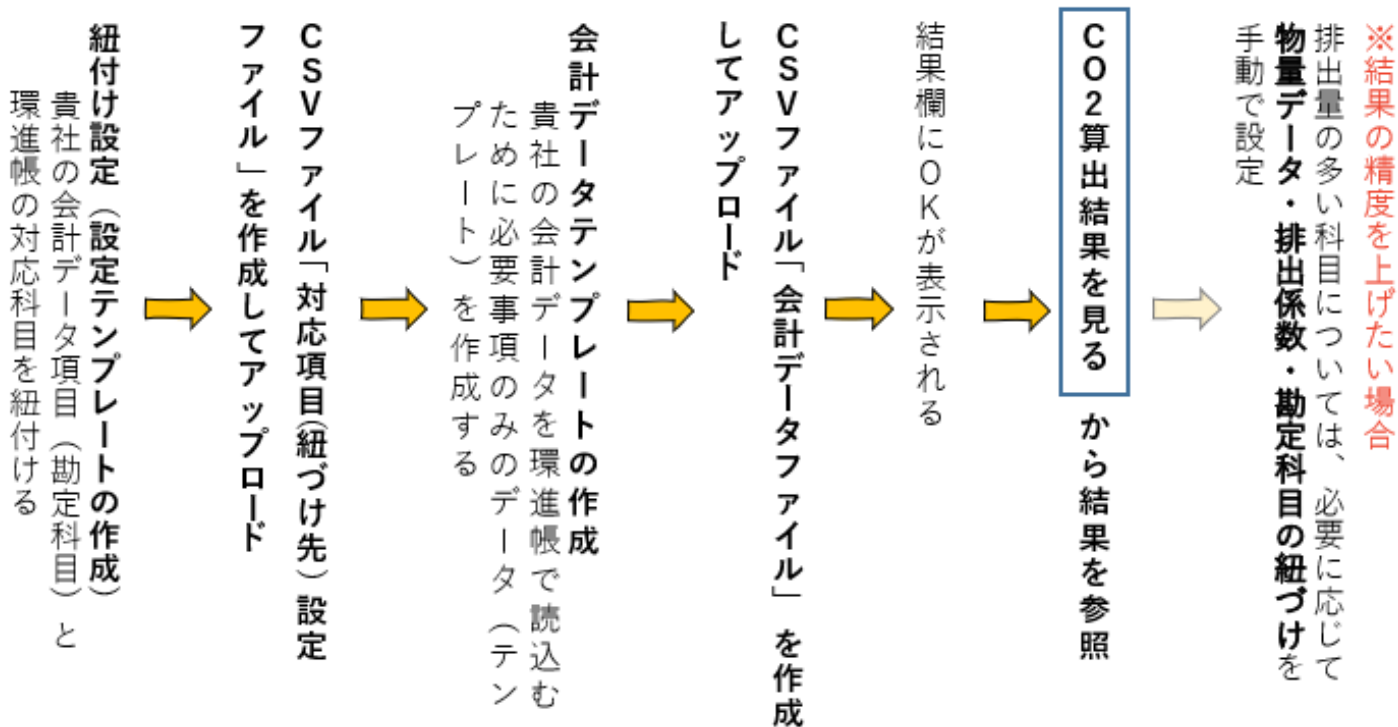 紐付け設定（設定テンプレートの作成）
貴社の会計データ項目（勘定科目）と
環進帳の対応科目を紐付ける
CSVファイル「対応項目(紐づけ先）設定
ファイル」を作成してアップロード
会計データテンプレートの作成
貴社の会計データを環進帳で読込む
ために必要事項のみのデータ（テン
プレート）を作成する
CSVファイル「会計データファイル」を作成
してアップロード
結果欄にOKが表示される
CO2算出結果を見る から結果を参照
※結果の精度を上げたい場合
排出量の多い科目については、必要に応じて
物量データ・排出係数・勘定科目の紐づけを
手動で設定